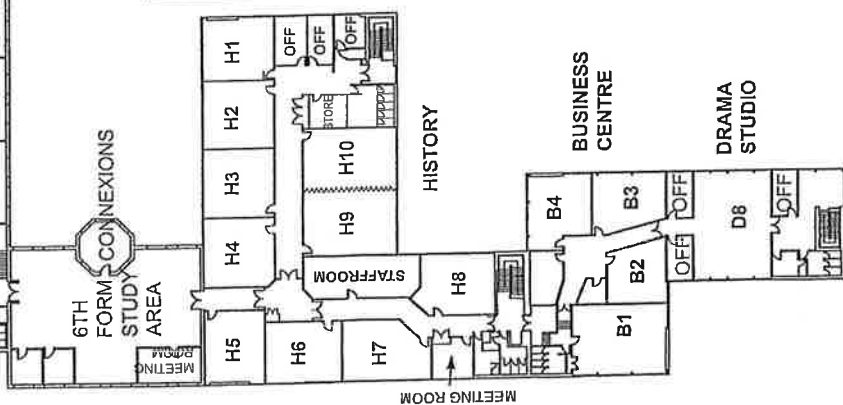 CONNEXIONS
6TH
FORM
STUDY
AREA
MEETING
ROOM
H1
H2
H3
H4
H5
H6
H7
H8
H9
H10
OFF
OFF
OFF
STORE
STAFFROOM
HISTORY
MEETING ROOM
BUSINESS
CENTRE
B1
B2
B3
B4
DRAMA
STUDIO
OFF
OFF
D8
OFF